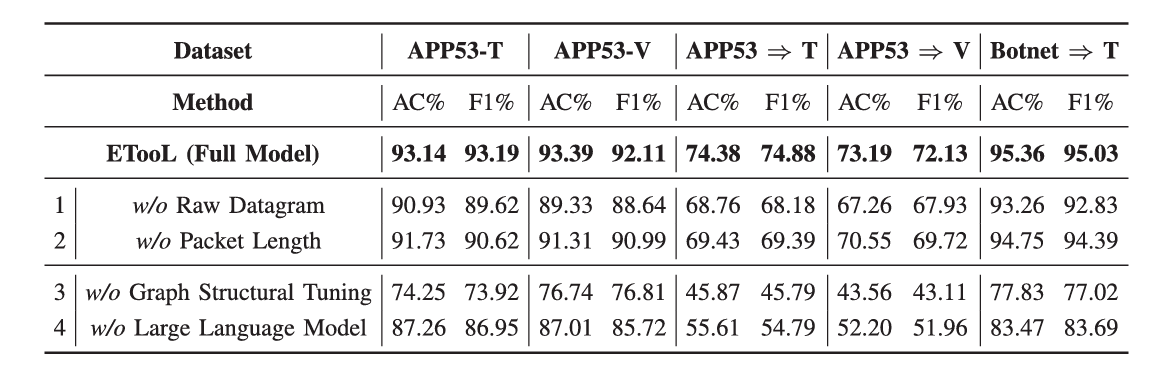 Dataset APP53-T APP53-V APP53 ⇒ T APP53 ⇒ V Botnet ⇒ T
Method AC% F1% AC% F1% AC% F1% AC% F1% AC% F1%
ETooL (Full Model) 93.14 93.19 93.39 92.11 74.38 74.88 73.19 72.13 95.36 95.03
1 w/o Raw Datagram 90.93 89.62 89.33 88.64 68.76 68.18 67.26 67.93 93.26 92.83
2 w/o Packet Length 91.73 90.62 91.31 90.99 69.43 69.39 70.55 69.72 94.75 94.39
3 w/o Graph Structural Tuning 74.25 73.92 76.74 76.81 45.87 45.79 43.56 43.11 77.83 77.02
4 w/o Large Language Model 87.26 86.95 87.01 85.72 55.61 54.79 52.20 51.96 83.47 83.69